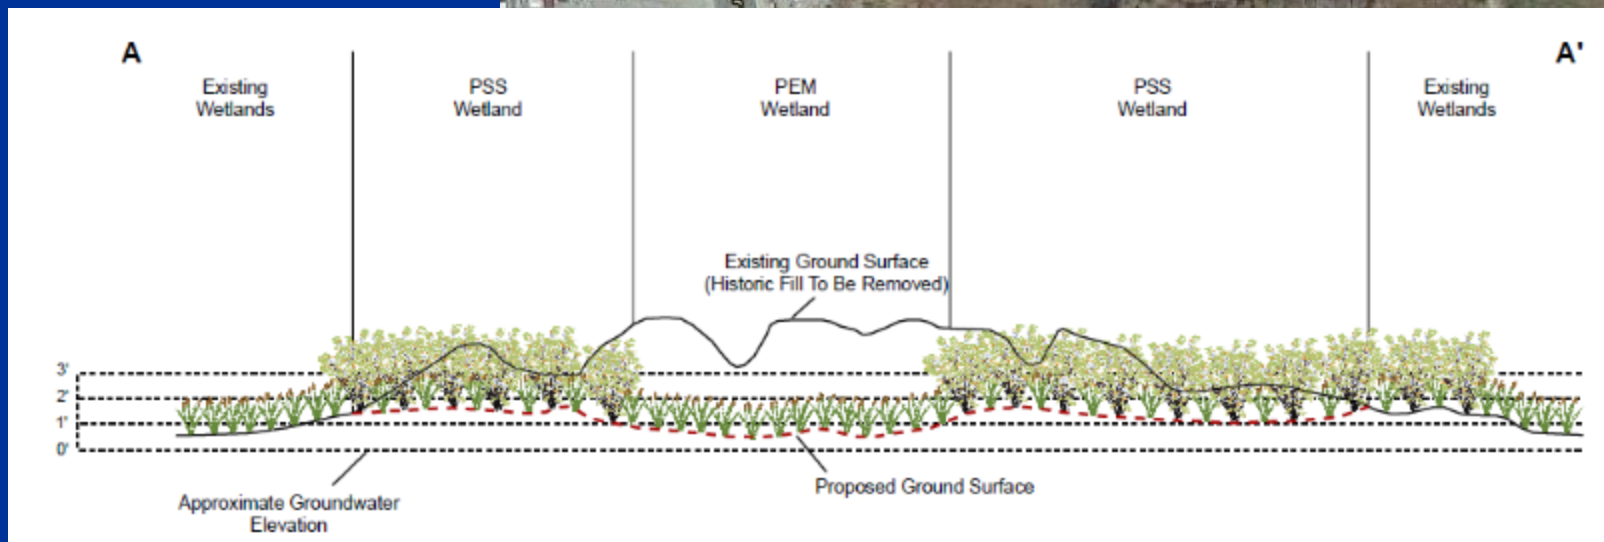 A
A'
Existing
Wetlands
PSS
Wetland
PEM
Wetland
PSS
Wetland
Existing
Wetlands
Existing Ground Surface
(Historic Fill To Be Removed)
3'
2'
1'
0'
Proposed Ground Surface
Approximate Groundwater
Elevation